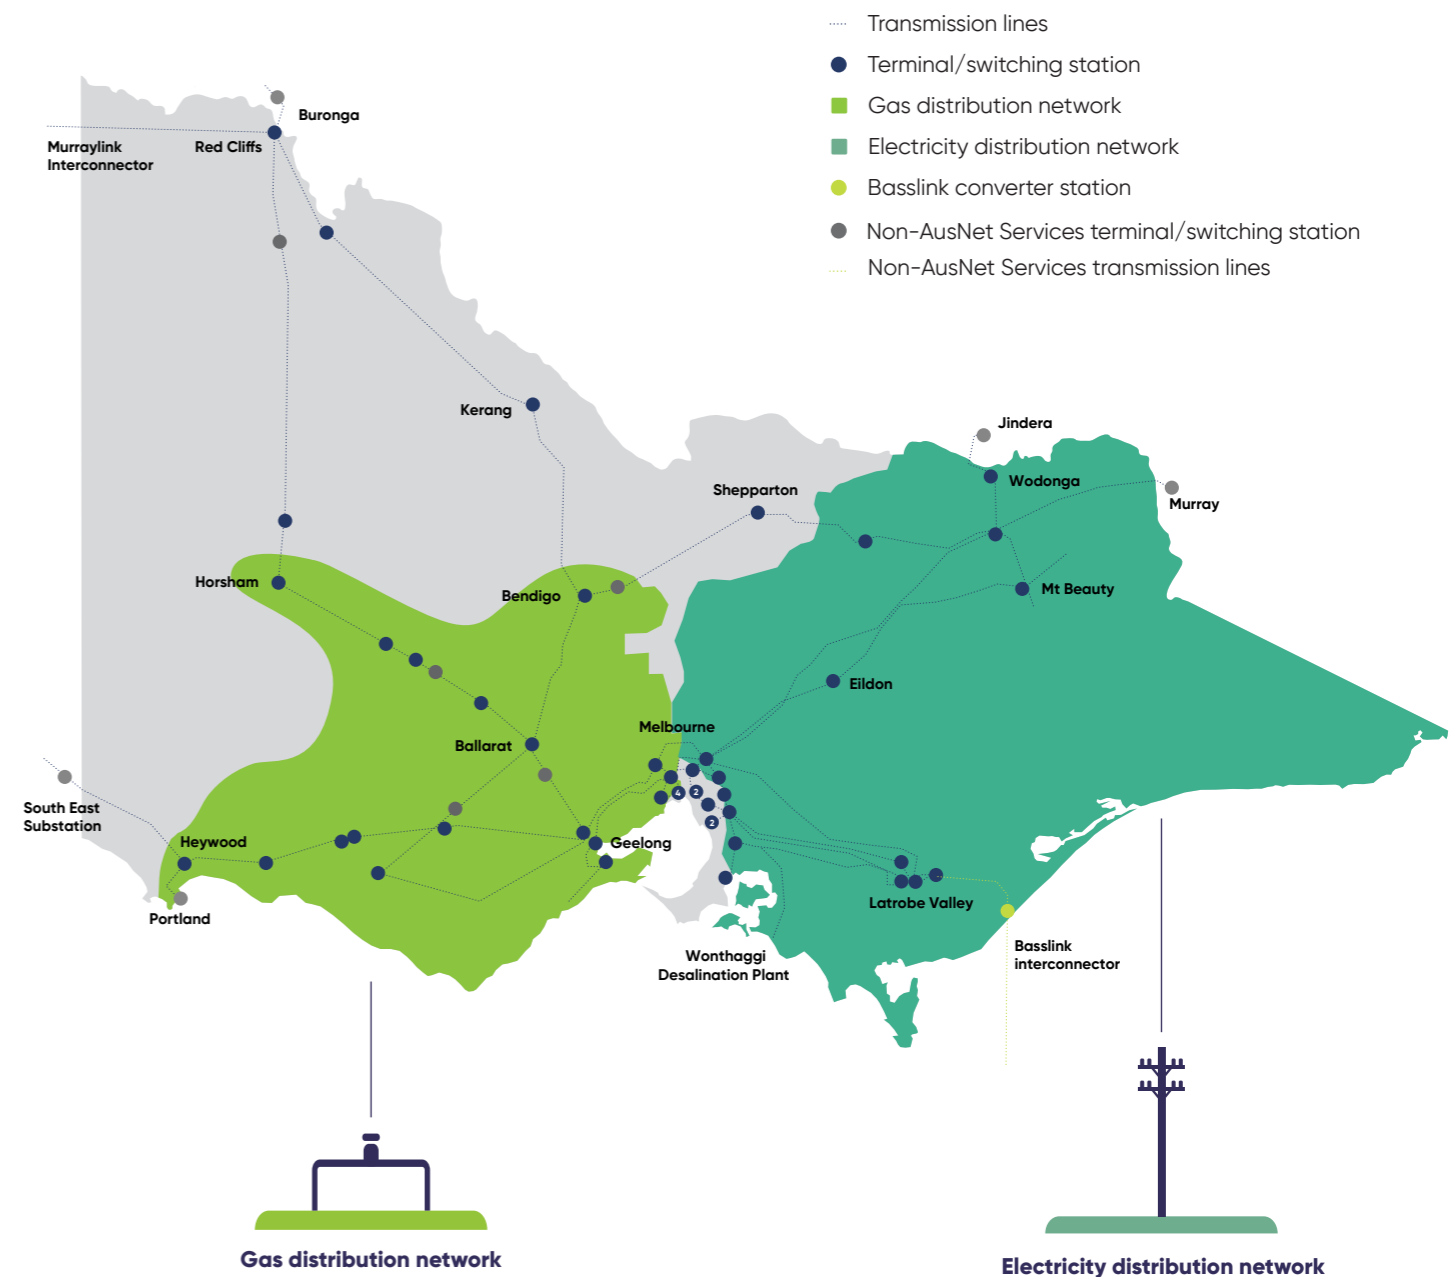 Transmission lines
Terminal/switching station
Gas distribution network
Electricity distribution network
Basslink converter station
Non-AusNet Services terminal/switching station
Non-AusNet Services transmission lines
Buronga
Murraylink
Interconnector
Red Cliffs
Kerang
Jindera
Shepparton
Wodonga
Murray
Horsham
Bendigo
Mt Beauty
Eildon
Melbourne
Ballarat
4
2
2
South East
Substation
Heywood
Geelong
Latrobe Valley
Portland
Wonthaggi
Desalination Plant
Basslink
interconnector
Gas distribution network
Electricity distribution network